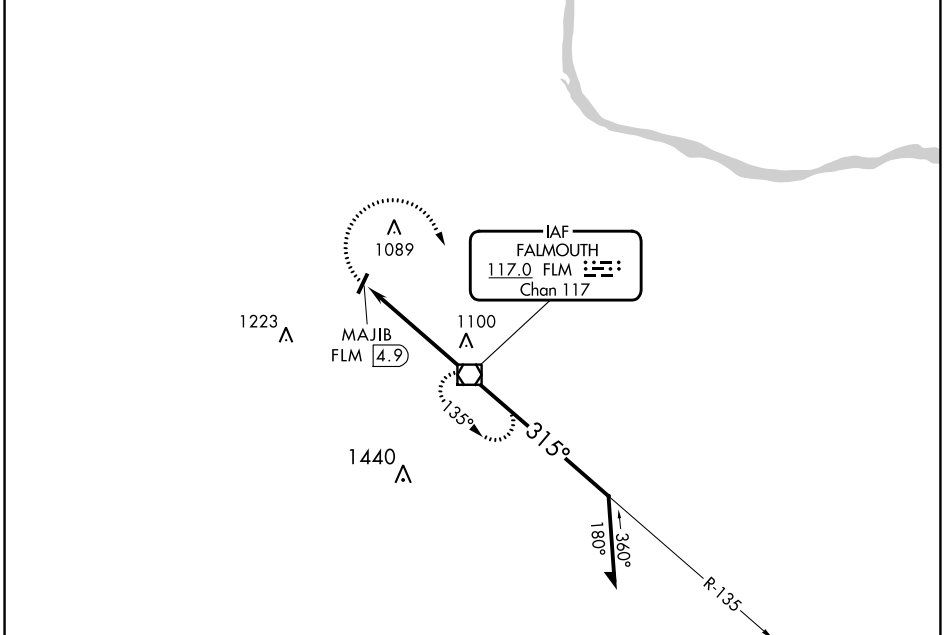 1089
IAF
FALMOUTH
117.0 FLM
Chan 117
1223
MAJIB
FLM 4.9
1100
135°
315°
1440
180°
360°
R-135